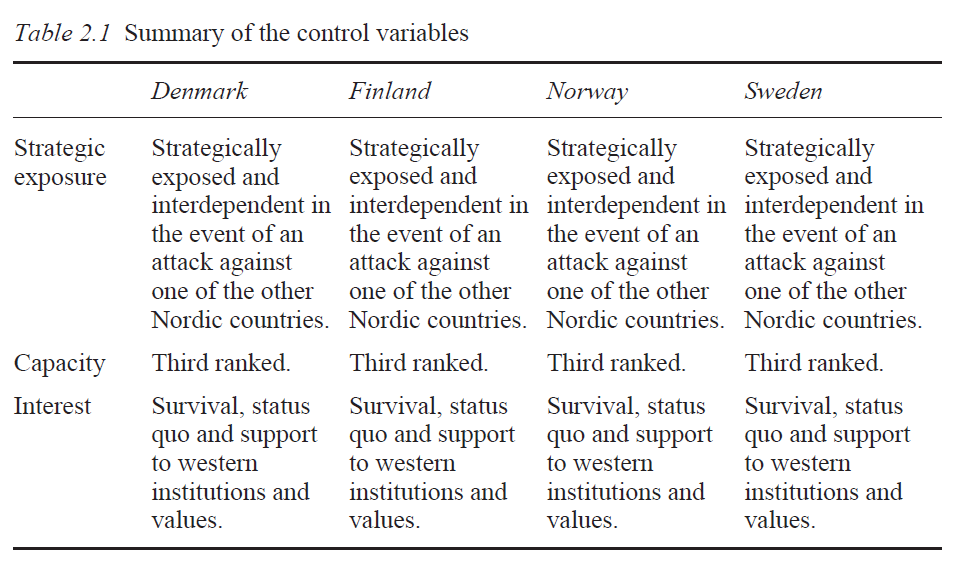 Table 2.1 Summary of the control variables
Denmark Finland Norway Sweden
Strategic Strategically Strategically Strategically Strategically
exposure exposed and exposed and exposed and exposed and
interdependent in interdependent in interdependent in interdependent in
the event of an the event of an the event of an the event of an
attack against attack against attack against attack against
one of the other one of the other one of the other one of the other
Nordic countries. Nordic countries. Nordic countries. Nordic countries.
Capacity Third ranked. Third ranked. Third ranked. Third ranked.
Interest Survival, status Survival, status Survival, status Survival, status
quo and support quo and support quo and support quo and support
to western to western to western to western
institutions and institutions and institutions and institutions and
values. values. values. values.